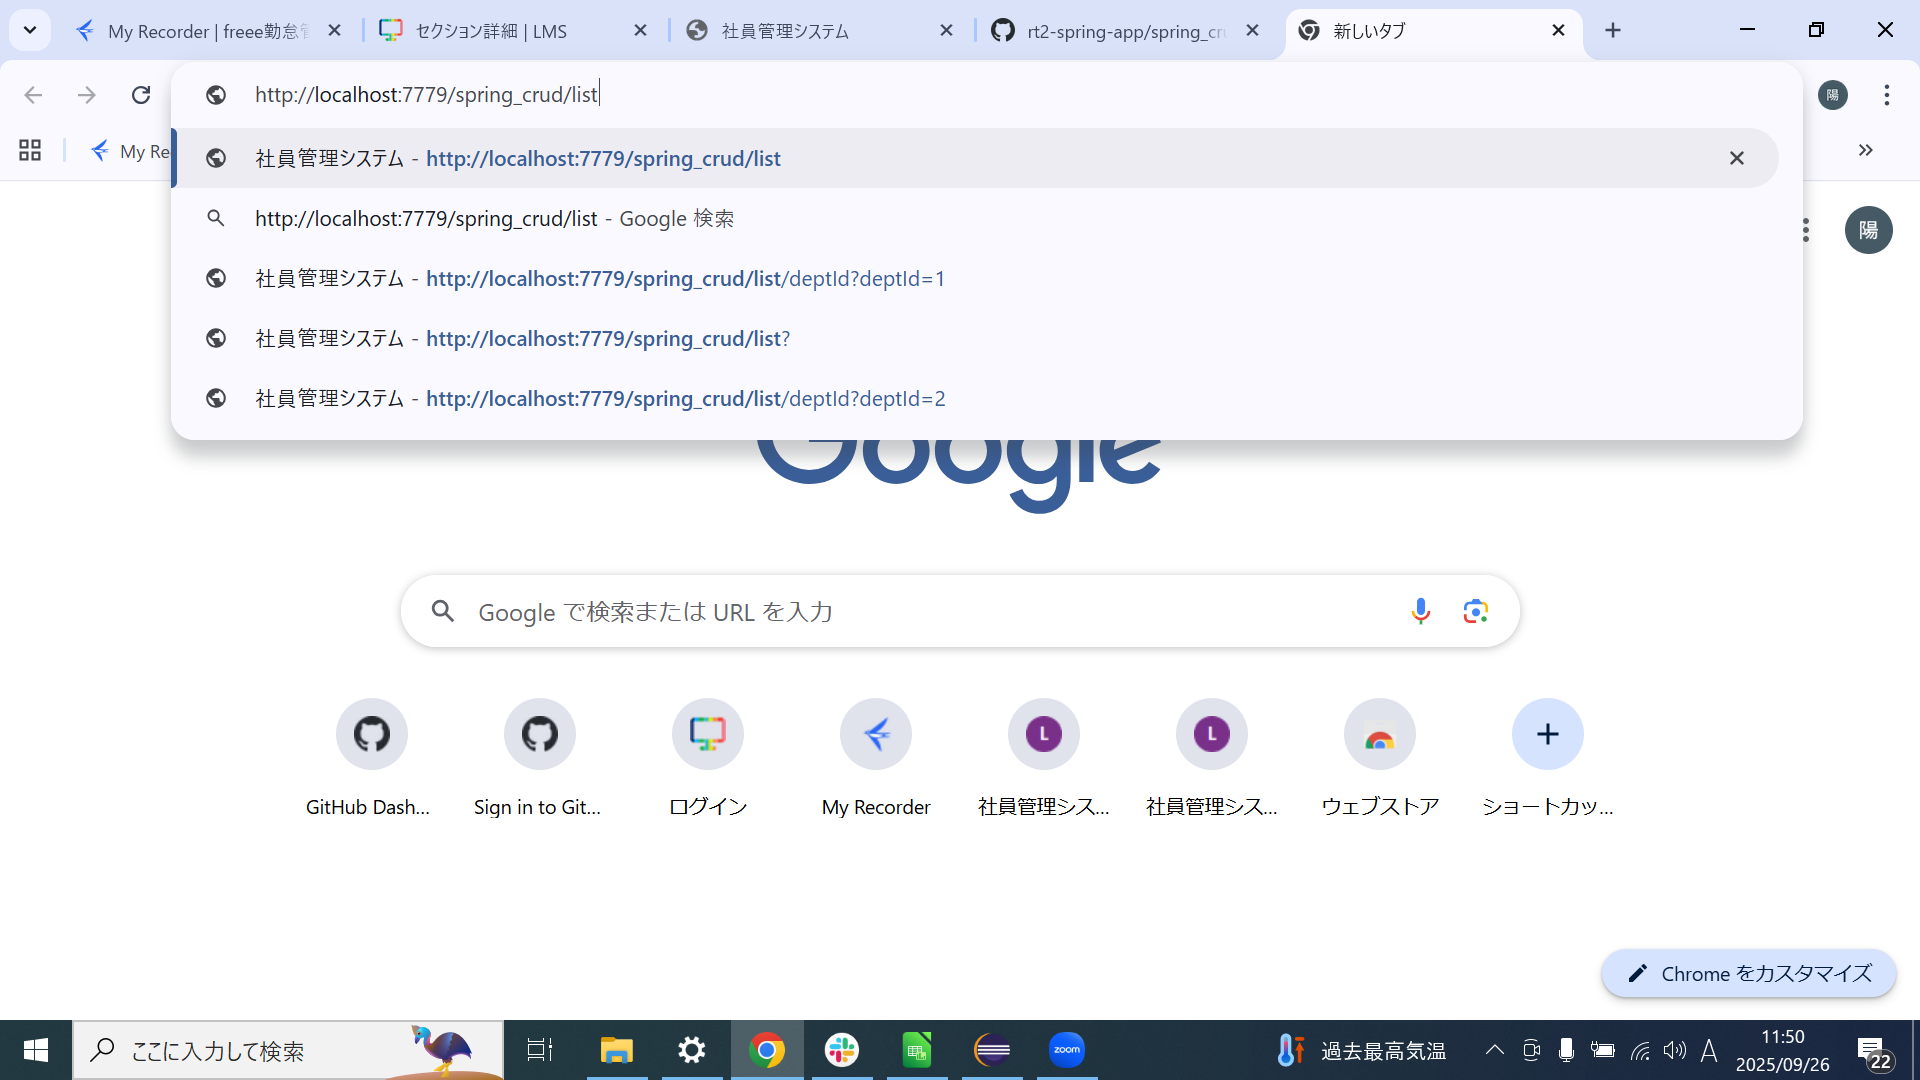 My Recorder | freee勤怠管
セクション詳細 | LMS
社員管理システム
rt2-spring-app/spring_cru
新しいタブ
http://localhost:7779/spring_crud/list
陽
My Re
社員管理システム - http://localhost:7779/spring_crud/list
http://localhost:7779/spring_crud/list - Google 検索
社員管理システム - http://localhost:7779/spring_crud/list/deptId?deptId=1
社員管理システム - http://localhost:7779/spring_crud/list?
社員管理システム - http://localhost:7779/spring_crud/list/deptId?deptId=2
陽
Google
Google で検索または URL を入力
L
L
GitHub Dash...
Sign in to Git...
ログイン
My Recorder
社員管理シス...
社員管理シス...
ウェブストア
ショートカッ...
Chrome をカスタマイズ
ここに入力して検索
zoom
過去最高気温
A
11:50
2025/09/26
22